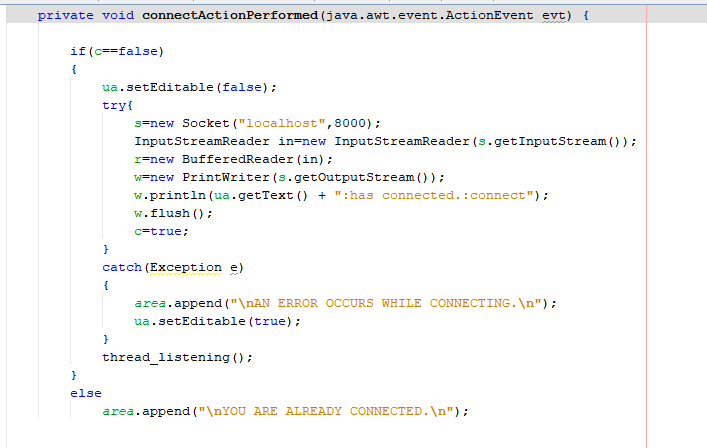 private void connectActionPerformed(java.awt.event.ActionEvent evt) {
if(c==false)
{
ua.setEditable(false);
try{
s=new Socket("localhost",8000);
InputStreamReader in=new InputStreamReader(s.getInputStream());
r=new BufferedReader(in);
w=new PrintWriter(s.getOutputStream());
w.println(ua.getText() + ":has connected.:connect");
w.flush();
c=true;
}
catch(Exception e)
{
area.append("\nAN ERROR OCCURS WHILE CONNECTING.\n");
ua.setEditable(true);
}
thread_listening();
}
else
area.append("\nYOU ARE ALREADY CONNECTED.\n");